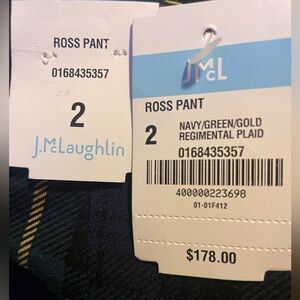 ROSS PANT
0168435357
2
J.McLaughlin
JMcL
ROSS PANT
2
NAVY/GREEN/GOLD
REGIMENTAL PLAID
0168435357
400000223698
01-01F412
$178.00